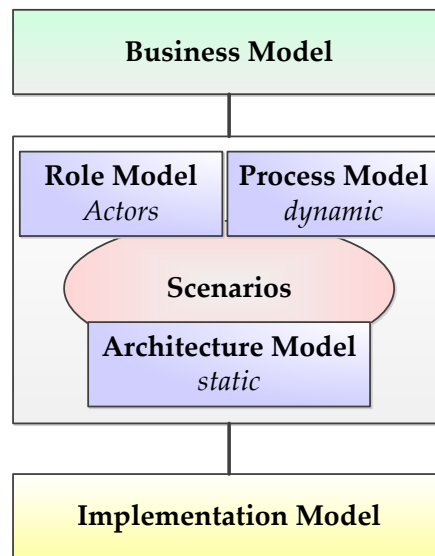 Business Model
Role Model
Actors
Process Model
dynamic
Scenarios
Architecture Model
static
Implementation Model